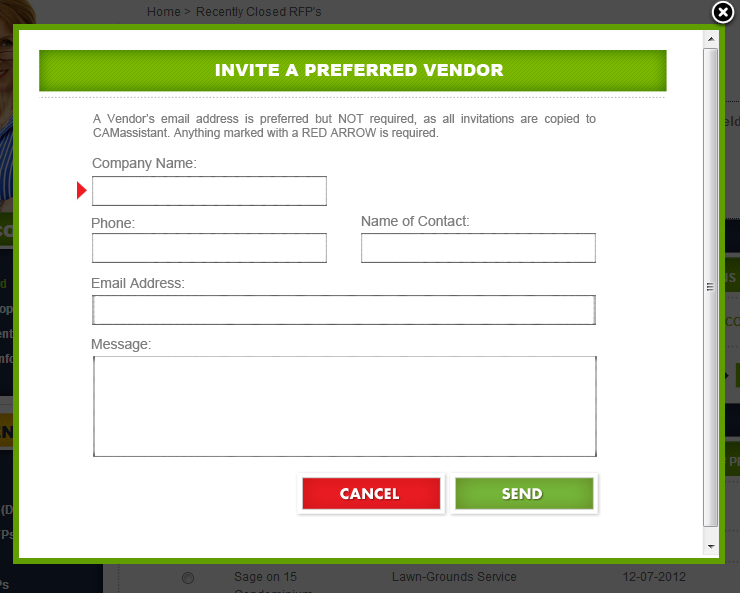 Home > Recently Closed RFP's
INVITE A PREFERRED VENDOR
A Vendor's email address is preferred but NOT required, as all invitations are copied to
CAMassistant. Anything marked with a RED ARROW is required.
Company Name:
Phone:
Name of Contact:
Email Address:
Message:
CANCEL
SEND
Sage on 15
Lawn-Grounds Service
12-07-2012